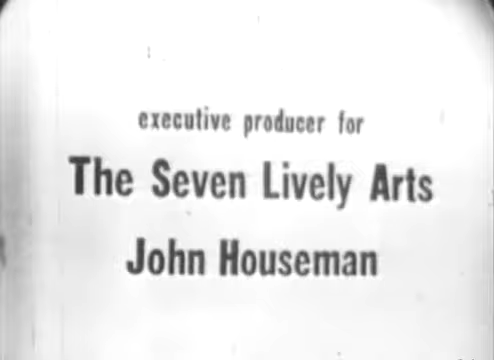 executive producer for
The Seven Lively Arts
John Houseman